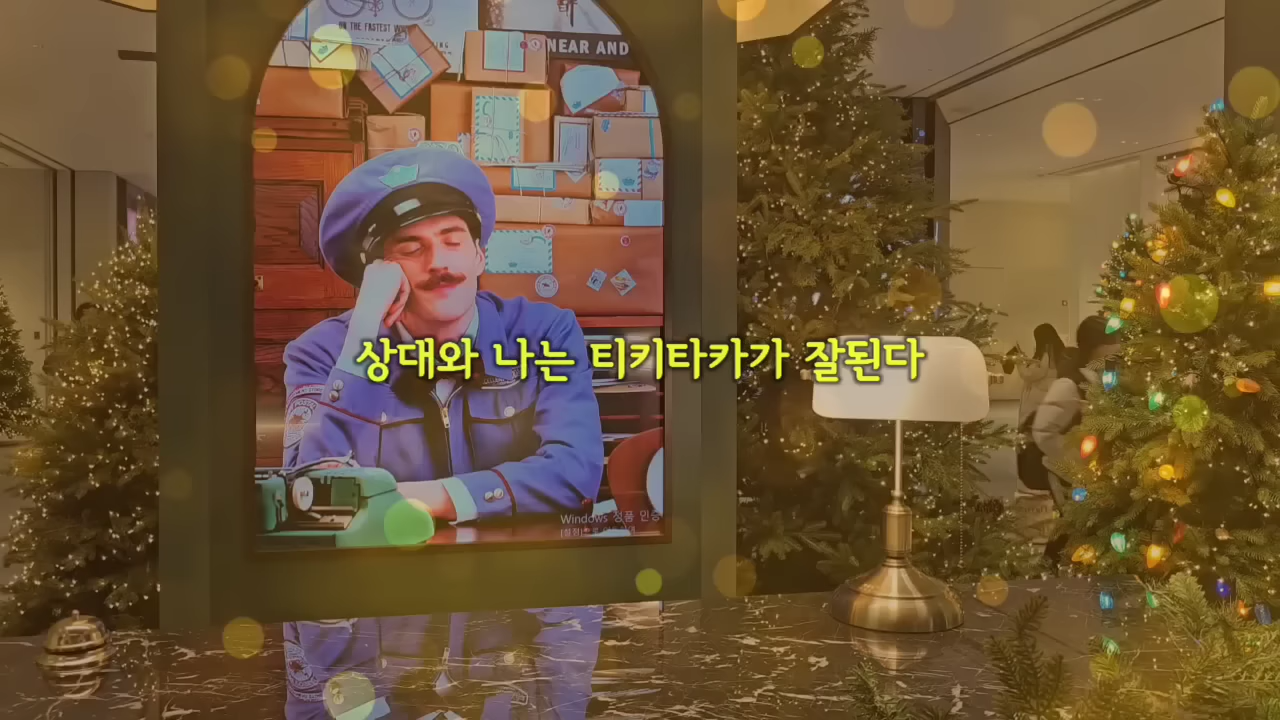 ON THE FASTEST
NEAR AND
상대와 나는 티키타카가 잘된다
Windows 정품 인증